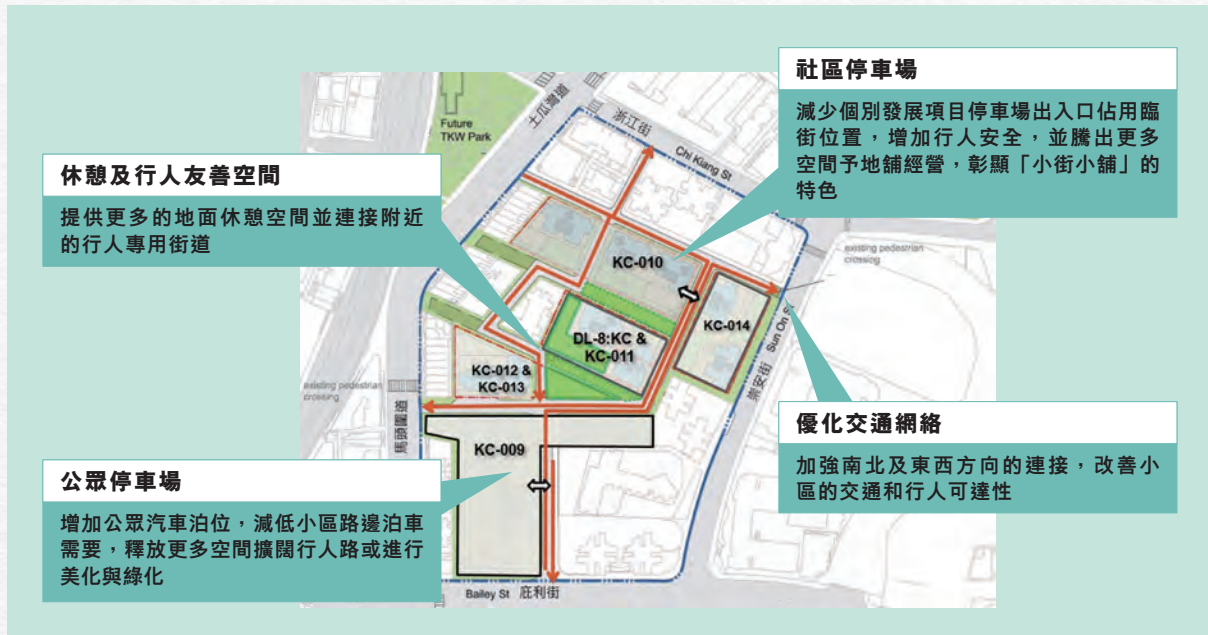 社區停車場
減少個別發展項目停車場出入口佔用臨
街位置，增加行人安全，並騰出更多
空間予地舖經營，彰顯「小街小舖」的
特色
休憩及行人友善空間
提供更多的地面休憩空間並連接附近
的行人專用街道
Future
TKW Park
土瓜灣道
浙江街
Chi Kiang St
existing pedestrian
crossing
KC-010
KC-014
DL-8:KC &
KC-011
KC-012 &
KC-013
Sun On St
崇安街
existing pedestrian
crossing
馬頭圍道
KC-009
Bailey St 庇利街
優化交通網絡
加強南北及東西方向的連接，改善小
區的交通和行人可達性
公眾停車場
增加公眾汽車泊位，減低小區路邊泊車
需要，釋放更多空間擴闊行人路或進行
美化與綠化